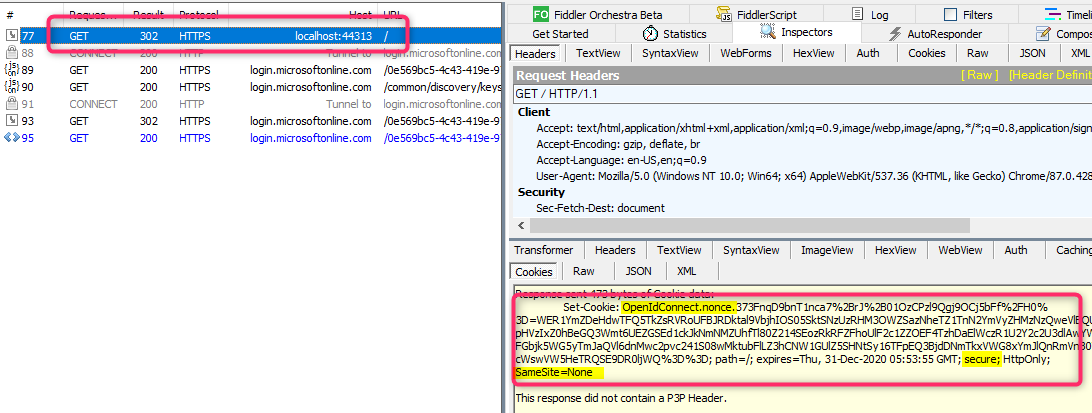 # Reques... Result Protocol Host URL
77 GET 302 HTTPS localhost:44313 /
88 CONNECT 200 HTTP Tunnel to login.microsoftonline.com
89 GET 200 HTTPS login.microsoftonline.com /0e569bc5-4c43-419e-9
90 GET 200 HTTPS login.microsoftonline.com /common/discovery/keys
91 CONNECT 200 HTTP Tunnel to login.microsoftonline.com
93 GET 302 HTTPS login.microsoftonline.com /0e569bc5-4c43-419e-9
95 GET 200 HTTPS login.microsoftonline.com /0e569bc5-4c43-419e-9
FO Fiddler Orchestra Beta FiddlerScript Log Filters Timeli
Get Started Statistics Inspectors AutoResponder Compos
Headers TextView SyntaxView WebForms HexView Auth Cookies Raw JSON XML
Request Headers [ Raw ] [Header Definit
GET / HTTP/1.1
Client
Accept: text/html,application/xhtml+xml,application/xml;q=0.9,image/webp,image/apng,*/*;q=0.8,application/sign
Accept-Encoding: gzip, deflate, br
Accept-Language: en-US,en;q=0.9
User-Agent: Mozilla/5.0 (Windows NT 10.0; Win64; x64) AppleWebKit/537.36 (KHTML, like Gecko) Chrome/87.0.428
Security
Sec-Fetch-Dest: document
Transformer Headers TextView SyntaxView ImageView HexView WebView Auth Caching
Cookies Raw JSON XML
Response sent 473 bytes of Cookie data:
Set-Cookie: OpenIdConnect.nonce.373FnqD9bnT1nca7%2BrJ%2B01OzCPzl9Qgj9OCj5bFf%2FH0%
path=/; expires=Thu, 31-Dec-2020 05:53:55 GMT; secure; HttpOnly;
SameSite=None
This response did not contain a P3P Header.